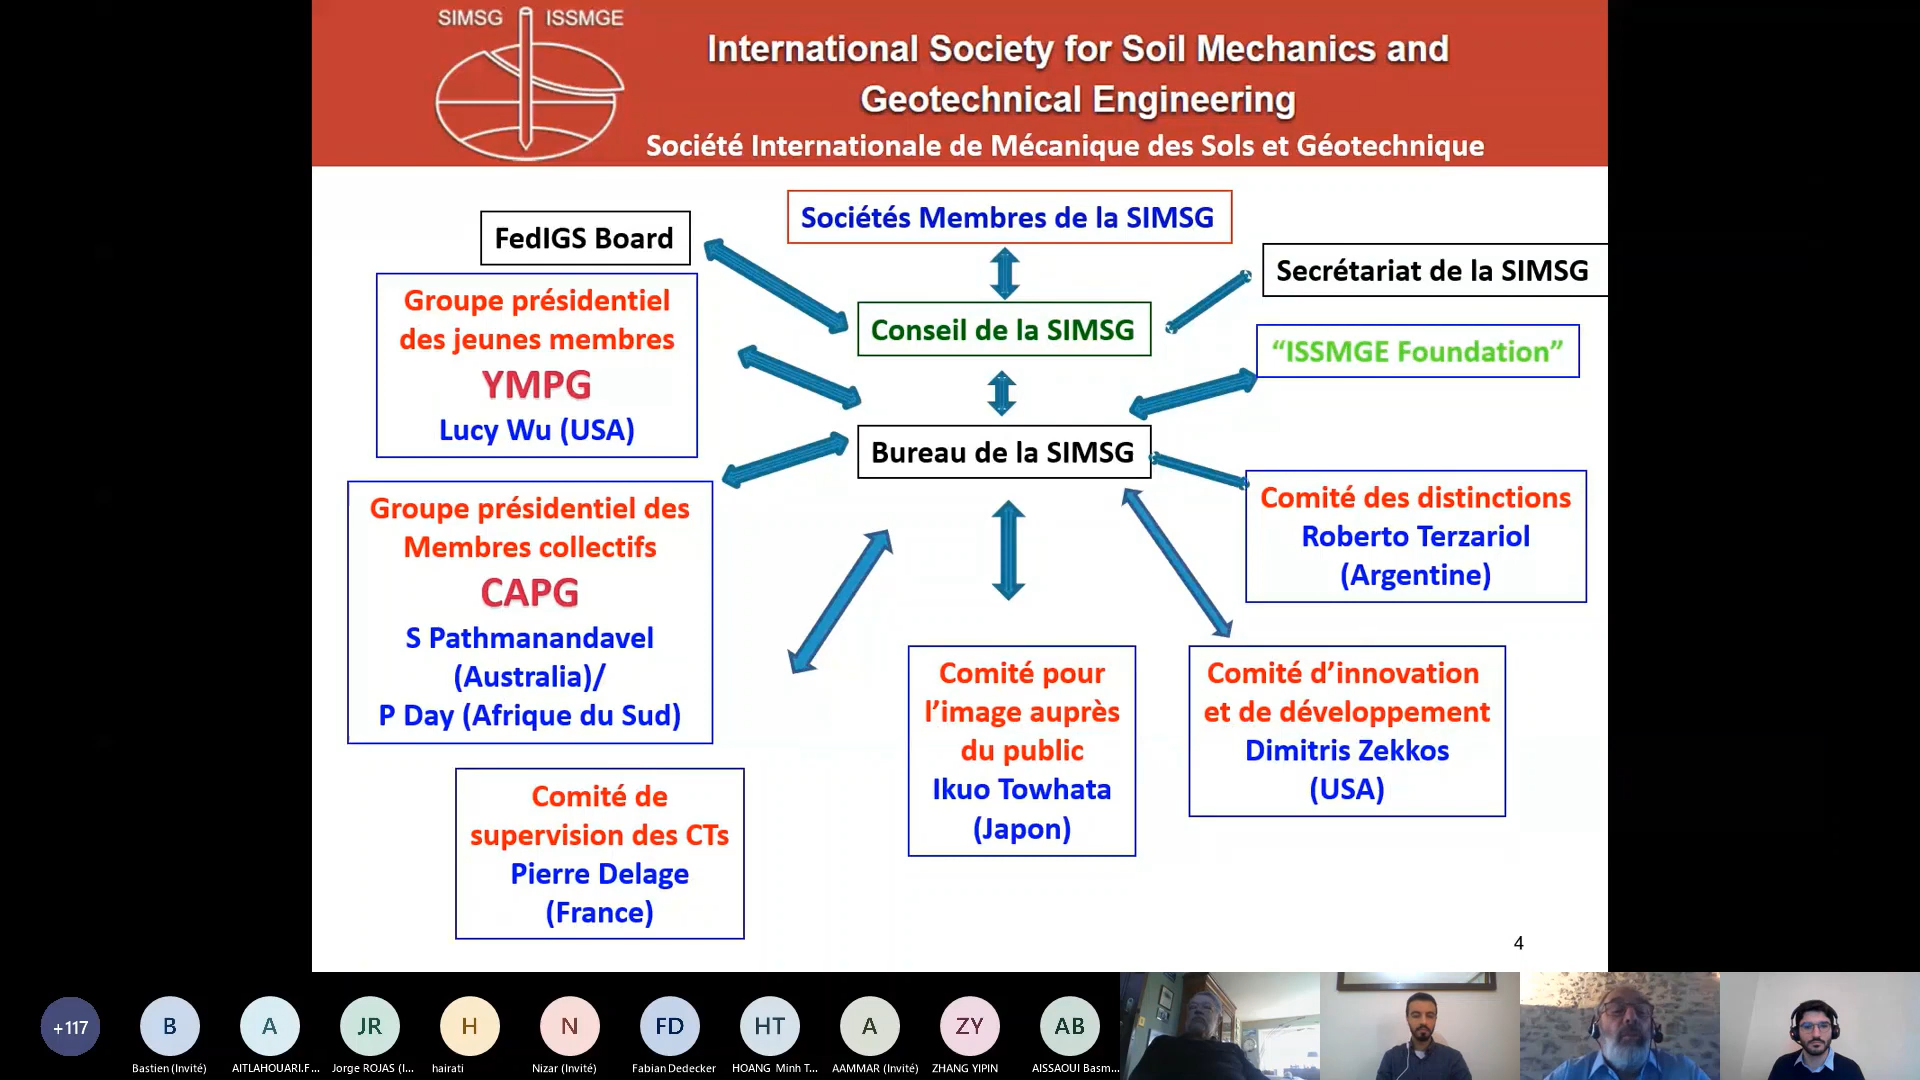 SIMSG ISSMGE
International Society for Soil Mechanics and
Geotechnical Engineering
Société Internationale de Mécanique des Sols et Géotechnique
FedIGS Board
Sociétés Membres de la SIMSG
Secrétariat de la SIMSG
Groupe présidentiel
des jeunes membres
YMPG
Lucy Wu (USA)
Conseil de la SIMSG
“ISSMGE Foundation”
Bureau de la SIMSG
Groupe présidentiel des
Membres collectifs
CAPG
S Pathmanandavel
(Australia)/
P Day (Afrique du Sud)
Comité des distinctions
Roberto Terzariol
(Argentine)
Comité de
supervision des CTs
Pierre Delage
(France)
Comité pour
l’image auprès
du public
Ikuo Towhata
(Japon)
Comité d’innovation
et de développement
Dimitris Zekkos
(USA)
4
+117
B
A
JR
H
N
FD
HT
A
ZY
AB
Bastien (Invité)
AITLAHOUARI.F...
Jorge ROJAS (I...
hairati
Nizar (Invité)
Fabian Dedecker
HOANG Minh T...
AAMMAR (Invité)
ZHANG YIPIN
AISSAOUI Basm...